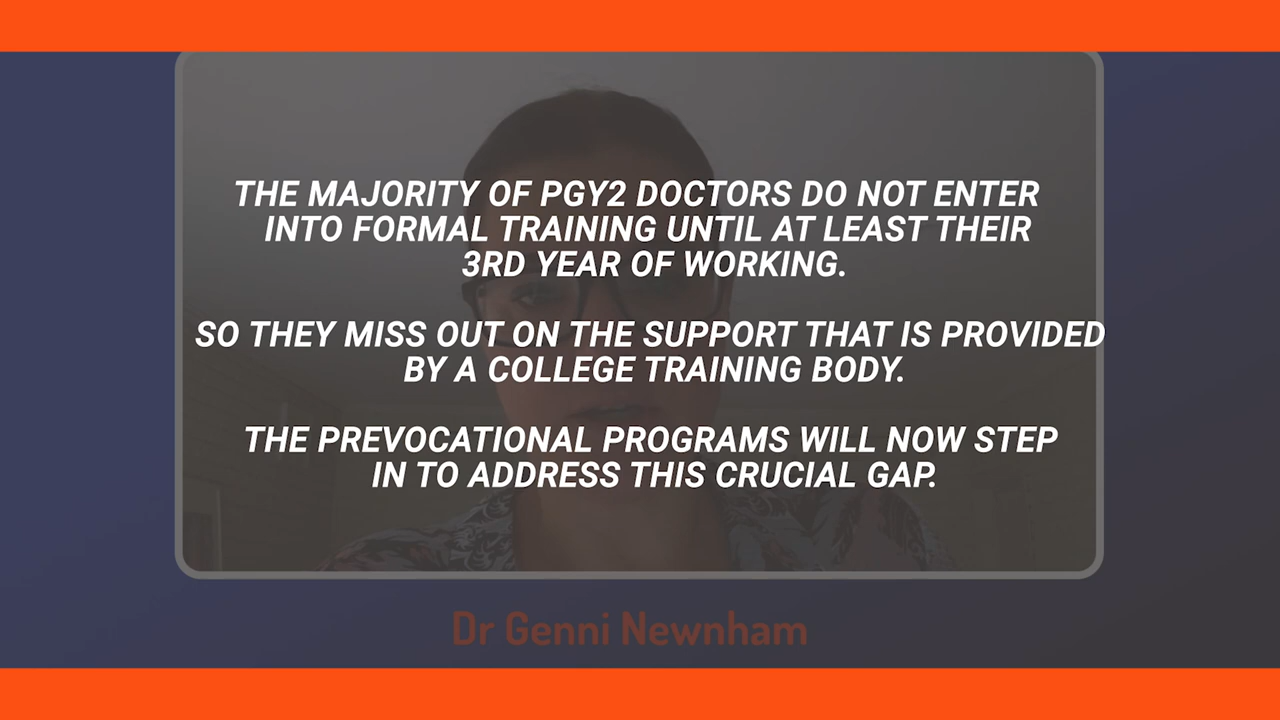 THE MAJORITY OF PGY2 DOCTORS DO NOT ENTER
INTO FORMAL TRAINING UNTIL AT LEAST THEIR
3RD YEAR OF WORKING.
SO THEY MISS OUT ON THE SUPPORT THAT IS PROVIDED
BY A COLLEGE TRAINING BODY.
THE PREVOCATIONAL PROGRAMS WILL NOW STEP
IN TO ADDRESS THIS CRUCIAL GAP.
Dr Genni Newnham